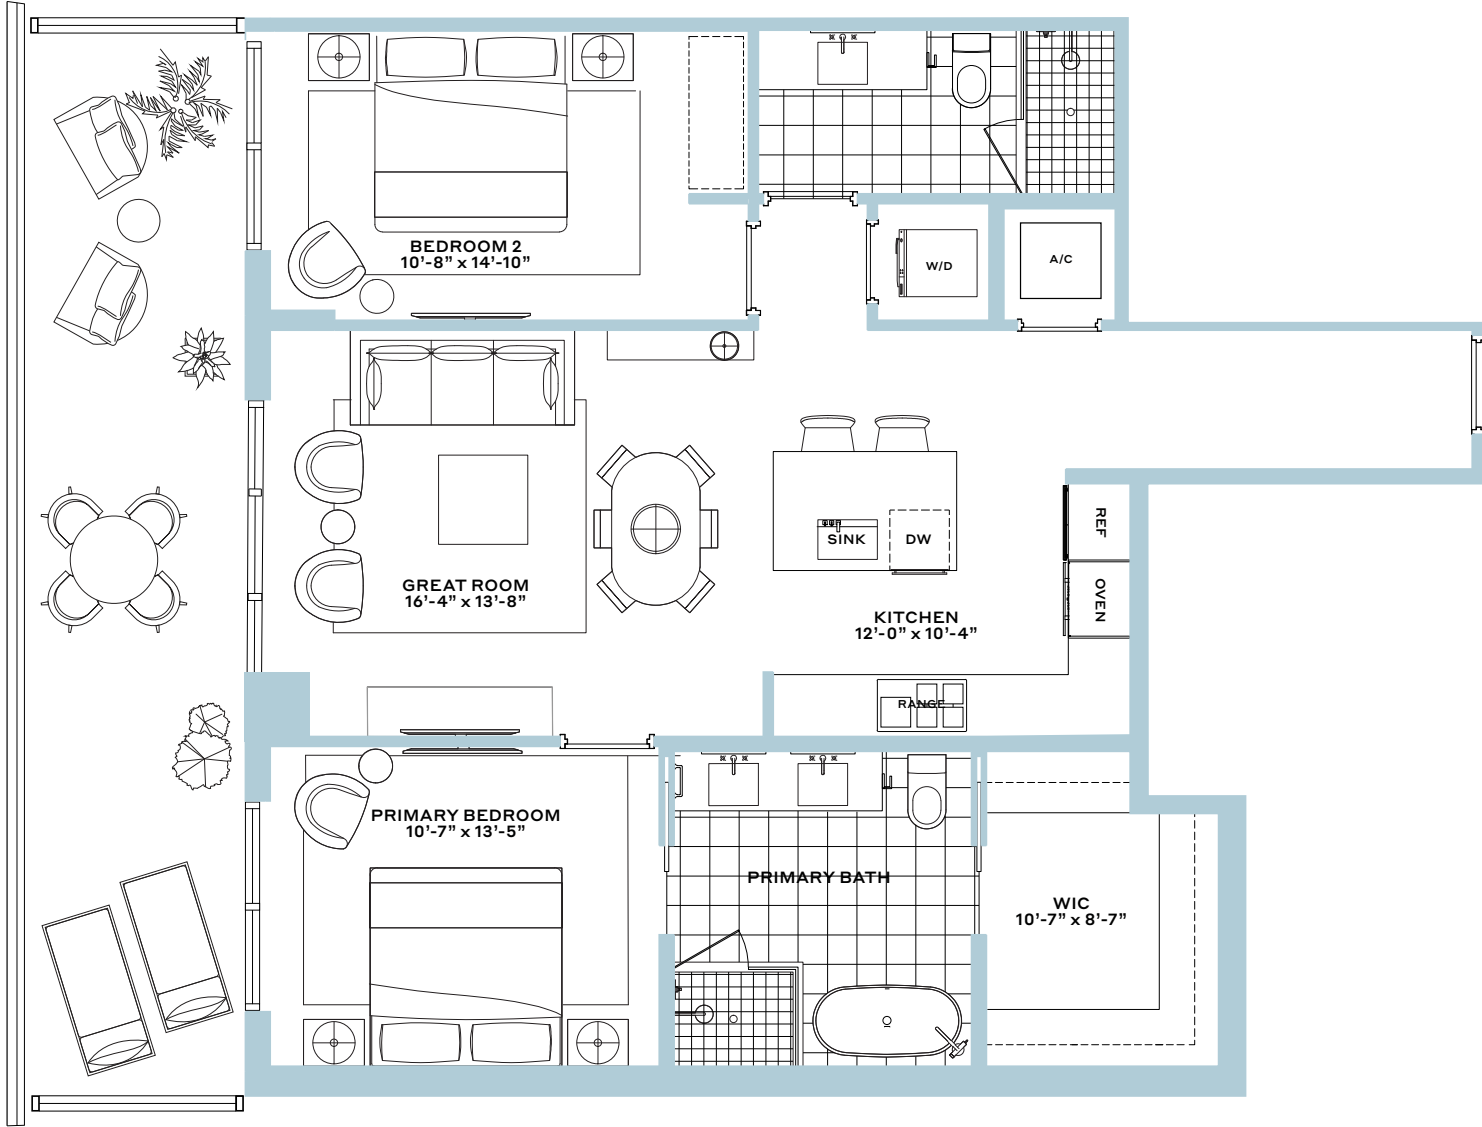 BEDROOM 2
10’-8” x 14’-10”
W/D
A/C
GREAT ROOM
16’-4” x 13’-8”
SINK
DW
REF
OVEN
KITCHEN
12’-0” x 10’-4”
RANGE
PRIMARY BEDROOM
10’-7” x 13’-5”
PRIMARY BATH
WIC
10’-7” x 8’-7”